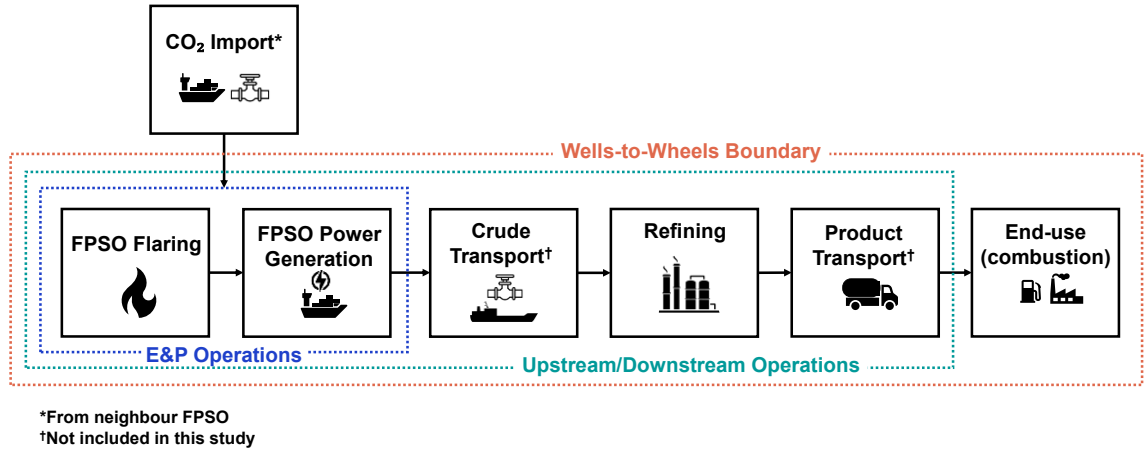 CO₂ Import*
Wells-to-Wheels Boundary
FPSO Flaring
FPSO Power
Generation
Crude
Transport†
Refining
Product
Transport†
End-use
(combustion)
E&P Operations
Upstream/Downstream Operations
*From neighbour FPSO
†Not included in this study